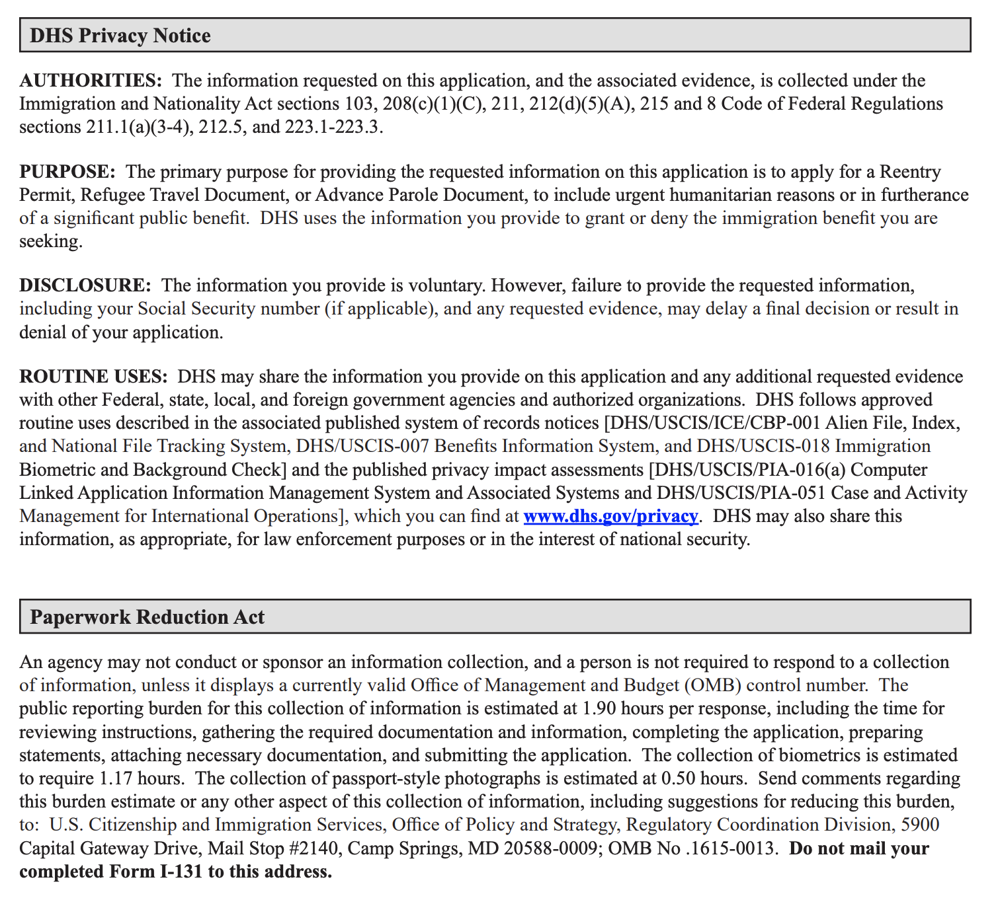 DHS Privacy Notice
AUTHORITIES:  The information requested on this application, and the associated evidence, is collected under the
Immigration and Nationality Act sections 103, 208(c)(1)(C), 211, 212(d)(5)(A), 215 and 8 Code of Federal Regulations
sections 211.1(a)(3-4), 212.5, and 223.1-223.3.
PURPOSE:  The primary purpose for providing the requested information on this application is to apply for a Reentry
Permit, Refugee Travel Document, or Advance Parole Document, to include urgent humanitarian reasons or in furtherance
of a significant public benefit.  DHS uses the information you provide to grant or deny the immigration benefit you are
seeking.
DISCLOSURE:  The information you provide is voluntary. However, failure to provide the requested information,
including your Social Security number (if applicable), and any requested evidence, may delay a final decision or result in
denial of your application.
ROUTINE USES:  DHS may share the information you provide on this application and any additional requested evidence
with other Federal, state, local, and foreign government agencies and authorized organizations.  DHS follows approved
routine uses described in the associated published system of records notices [DHS/USCIS/ICE/CBP-001 Alien File, Index,
and National File Tracking System, DHS/USCIS-007 Benefits Information System, and DHS/USCIS-018 Immigration
Biometric and Background Check] and the published privacy impact assessments [DHS/USCIS/PIA-016(a) Computer
Linked Application Information Management System and Associated Systems and DHS/USCIS/PIA-051 Case and Activity
Management for International Operations], which you can find at www.dhs.gov/privacy.  DHS may also share this
information, as appropriate, for law enforcement purposes or in the interest of national security.
Paperwork Reduction Act
An agency may not conduct or sponsor an information collection, and a person is not required to respond to a collection
of information, unless it displays a currently valid Office of Management and Budget (OMB) control number.  The
public reporting burden for this collection of information is estimated at 1.90 hours per response, including the time for
reviewing instructions, gathering the required documentation and information, completing the application, preparing
statements, attaching necessary documentation, and submitting the application.  The collection of biometrics is estimated
to require 1.17 hours.  The collection of passport-style photographs is estimated at 0.50 hours.  Send comments regarding
this burden estimate or any other aspect of this collection of information, including suggestions for reducing this burden,
to:  U.S. Citizenship and Immigration Services, Office of Policy and Strategy, Regulatory Coordination Division, 5900
Capital Gateway Drive, Mail Stop #2140, Camp Springs, MD 20588-0009; OMB No .1615-0013.  Do not mail your
completed Form I-131 to this address.